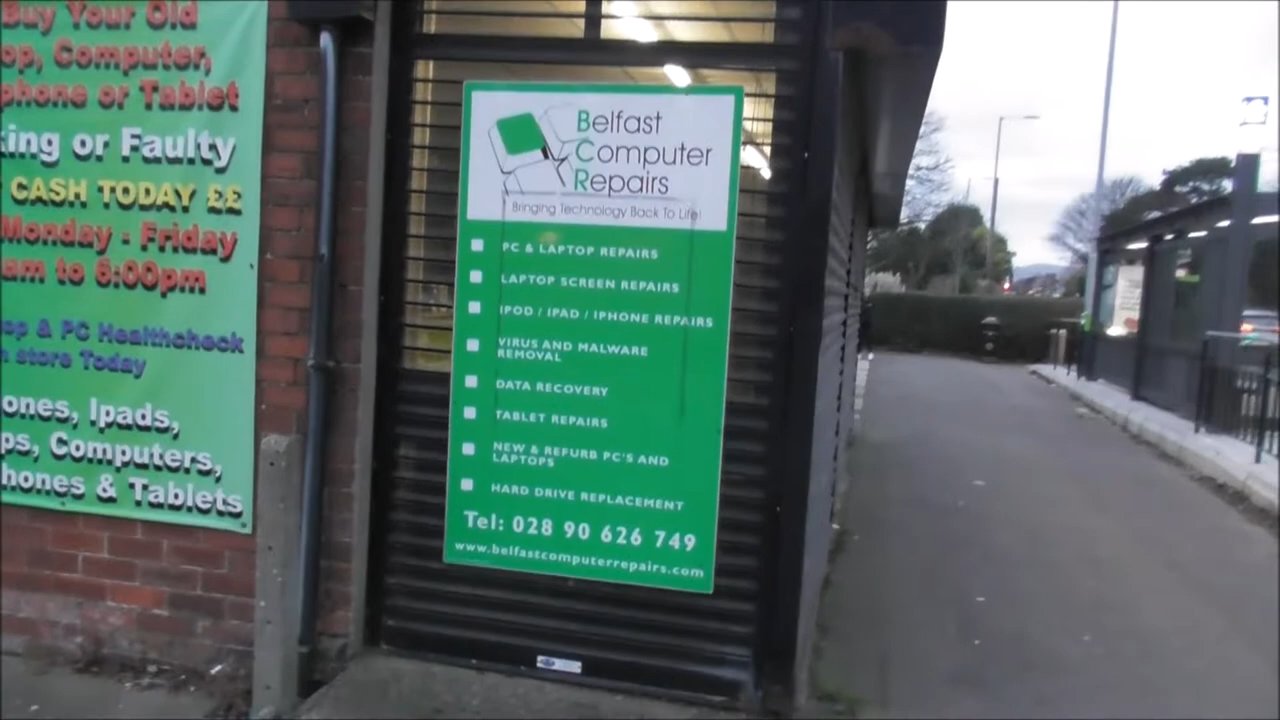 Buy Your Old
op, Computer,
phone or Tablet
king or Faulty
CASH TODAY ££
Monday - Friday
am to 6:00pm
op & PC Healthcheck
n store Today
ones, Ipads,
ps, Computers,
hones & Tablets
Belfast
Computer
Repairs
Bringing Technology Back To Life!
PC & LAPTOP REPAIRS
LAPTOP SCREEN REPAIRS
IPOD / IPAD / IPHONE REPAIRS
VIRUS AND MALWARE
REMOVAL
DATA RECOVERY
TABLET REPAIRS
NEW & REFURB PC'S AND
LAPTOPS
HARD DRIVE REPLACEMENT
Tel: 028 90 626 749
www.belfastcomputerrepairs.com